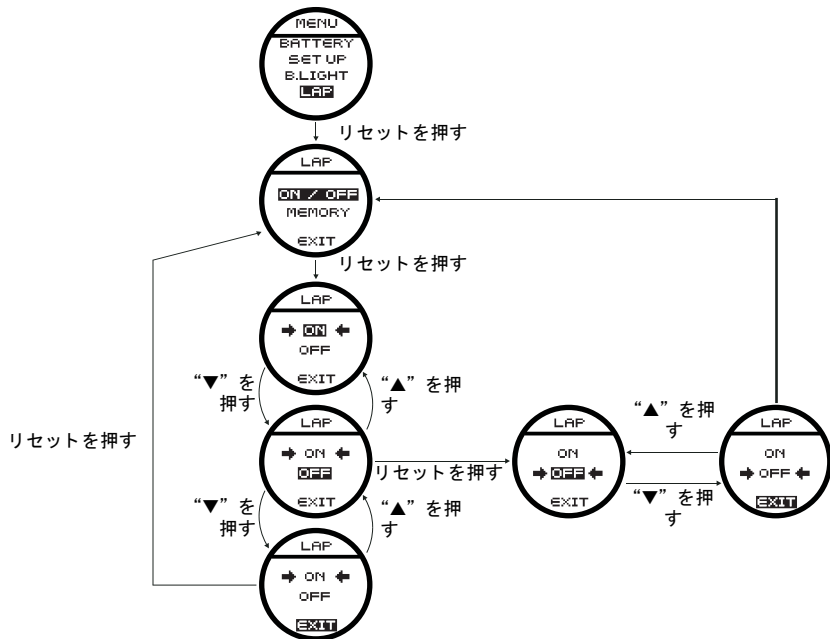 MENU
BATTERY
SET UP
B.LIGHT
LAP
リセットを押す
LAP
ON / OFF
MEMORY
EXIT
リセットを押す
LAP
➔ ON ←
OFF
EXIT
“▼” を
押す
“▲” を押
す
LAP
➔ ON ←
OFF
EXIT
リセットを押す
リセットを押す
LAP
ON
➔ OFF ←
EXIT
“▲” を押
す
“▼” を押
す
LAP
ON
➔ OFF ←
EXIT
“▼” を
押す
“▲” を押
す
LAP
➔ ON ←
OFF
EXIT